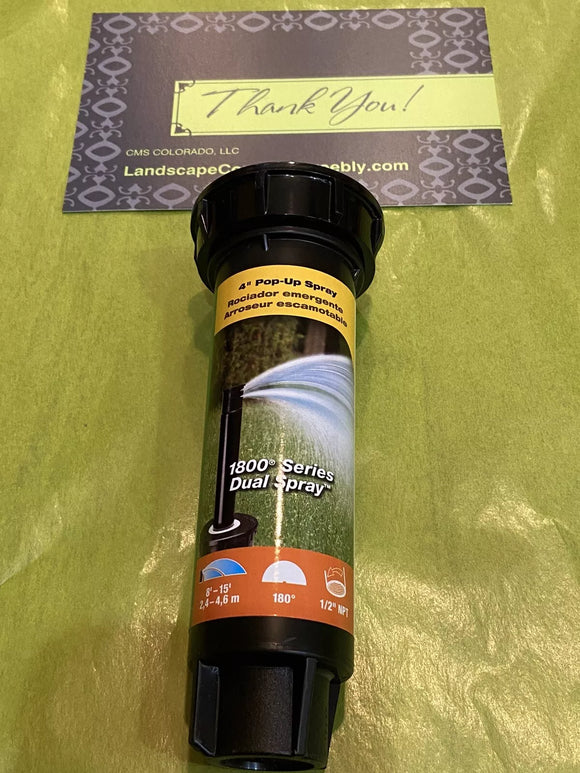 Thank You!
CMS COLORADO, LLC
4" Pop-Up Spray
Rociador emergente
Arroseur escamotable
1800® Series
Dual Spray™
8' – 15'
2,4 – 4,6 m
180°
1/2" NPT